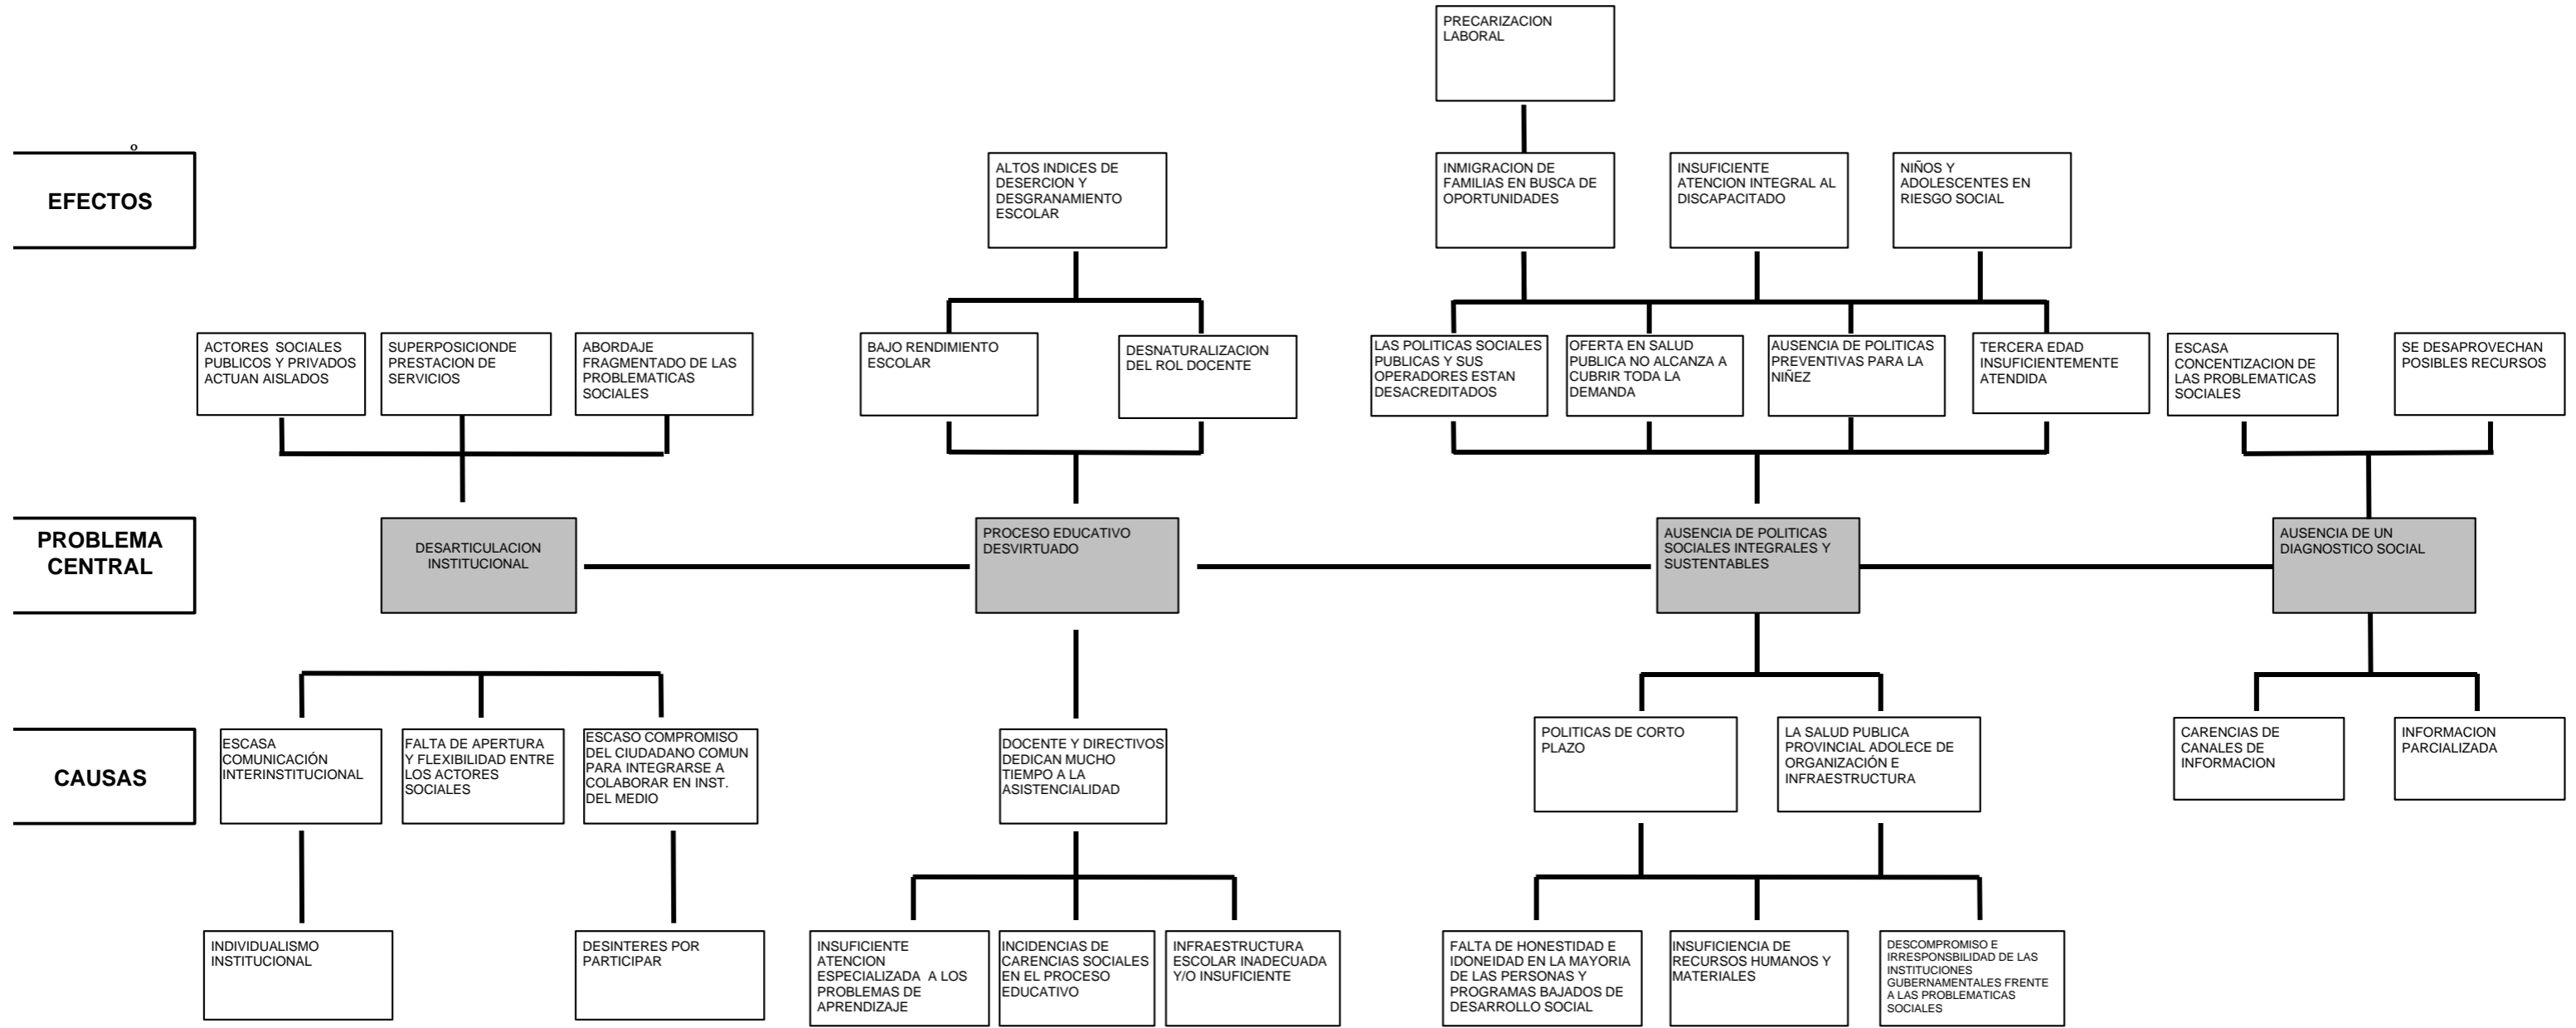 PRECARIZACION
LABORAL
o
EFECTOS
ALTOS INDICES DE
DESERCION Y
DESGRANAMIENTO
ESCOLAR
INMIGRACION DE
FAMILIAS EN BUSCA DE
OPORTUNIDADES
INSUFICIENTE
ATENCION INTEGRAL AL
DISCAPACITADO
NIÑOS Y
ADOLESCENTES EN
RIESGO SOCIAL
ACTORES SOCIALES
PUBLICOS Y PRIVADOS
ACTUAN AISLADOS
SUPERPOSICIONDE
PRESTACION DE
SERVICIOS
ABORDAJE
FRAGMENTADO DE LAS
PROBLEMATICAS
SOCIALES
BAJO RENDIMIENTO
ESCOLAR
DESNATURALIZACION
DEL ROL DOCENTE
LAS POLITICAS SOCIALES
PUBLICAS Y SUS
OPERADORES ESTAN
DESACREDITADOS
OFERTA EN SALUD
PUBLICA NO ALCANZA A
CUBRIR TODA LA
DEMANDA
AUSENCIA DE POLITICAS
PREVENTIVAS PARA LA
NIÑEZ
TERCERA EDAD
INSUFICIENTEMENTE
ATENDIDA
ESCASA
CONCENTIZACION DE
LAS PROBLEMATICAS
SOCIALES
SE DESAPROVECHAN
POSIBLES RECURSOS
PROBLEMA
CENTRAL
DESARTICULACION
INSTITUCIONAL
PROCESO EDUCATIVO
DESVIRTUADO
AUSENCIA DE POLITICAS
SOCIALES INTEGRALES Y
SUSTENTABLES
AUSENCIA DE UN
DIAGNOSTICO SOCIAL
CAUSAS
ESCASA
COMUNICACIÓN
INTERINSTITUCIONAL
FALTA DE APERTURA
Y FLEXIBILIDAD ENTRE
LOS ACTORES
SOCIALES
ESCASO COMPROMISO
DEL CIUDADANO COMUN
PARA INTEGRARSE A
COLABORAR EN INST.
DEL MEDIO
DOCENTE Y DIRECTIVOS
DEDICAN MUCHO
TIEMPO A LA
ASISTENCIALIDAD
POLITICAS DE CORTO
PLAZO
LA SALUD PUBLICA
PROVINCIAL ADOLECE DE
ORGANIZACIÓN E
INFRAESTRUCTURA
CARENCIAS DE
CANALES DE
INFORMACION
INFORMACION
PARCIALIZADA
INDIVIDUALISMO
INSTITUCIONAL
DESINTERES POR
PARTICIPAR
INSUFICIENTE
ATENCION
ESPECIALIZADA A LOS
PROBLEMAS DE
APRENDIZAJE
INCIDENCIAS DE
CARENCIAS SOCIALES
EN EL PROCESO
EDUCATIVO
INFRAESTRUCTURA
ESCOLAR INADECUADA
Y/O INSUFICIENTE
FALTA DE HONESTIDAD E
IDONEIDAD EN LA MAYORIA
DE LAS PERSONAS Y
PROGRAMAS BAJADOS DE
DESARROLLO SOCIAL
INSUFICIENCIA DE
RECURSOS HUMANOS Y
MATERIALES
DESCOMPROMISO E
IRRESPONSBILIDAD DE LAS
INSTITUCIONES
GUBERNAMENTALES FRENTE
A LAS PROBLEMATICAS
SOCIALES